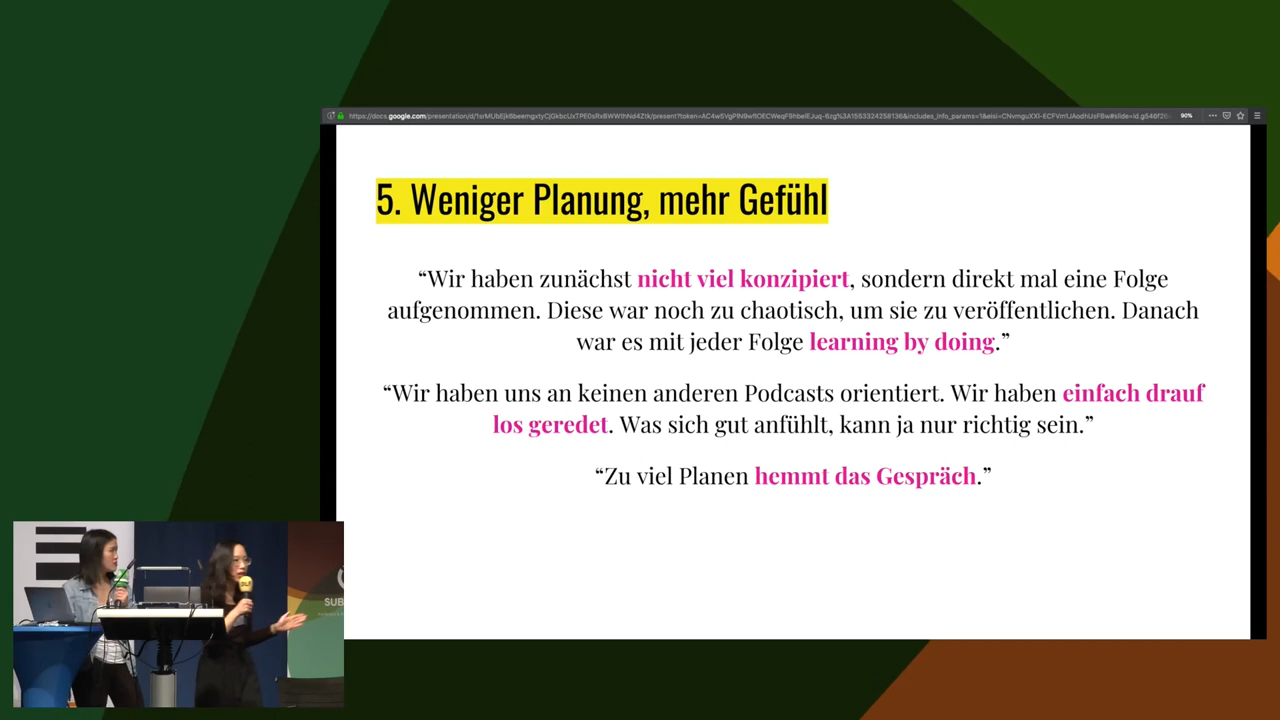 5. Weniger Planung, mehr Gefühl
“Wir haben zunächst nicht viel konzipiert, sondern direkt mal eine Folge
aufgenommen. Diese war noch zu chaotisch, um sie zu veröffentlichen. Danach
war es mit jeder Folge learning by doing.”
“Wir haben uns an keinen anderen Podcasts orientiert. Wir haben einfach drauf
los geredet. Was sich gut anfühlt, kann ja nur richtig sein.”
“Zu viel Planen hemmt das Gespräch.”
90%
SUB